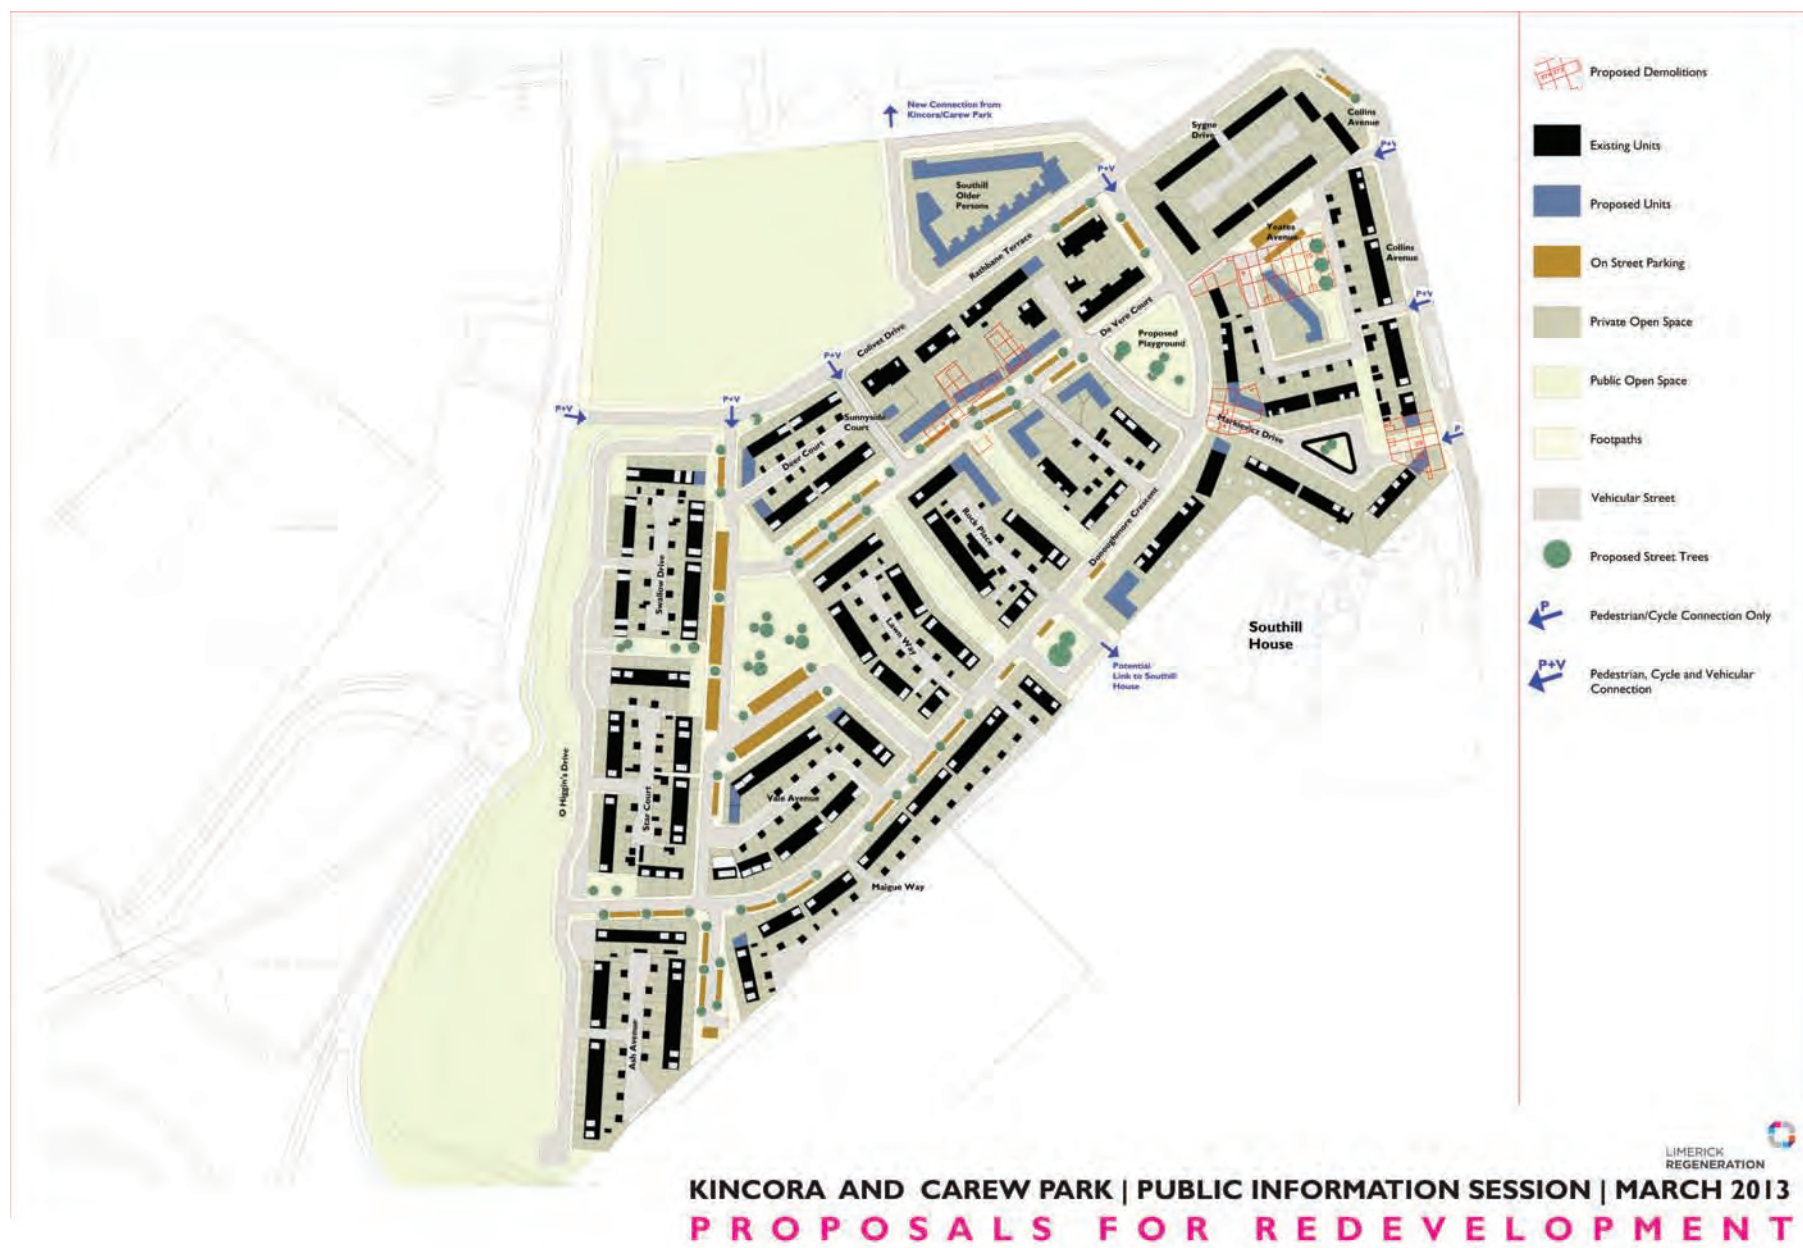 New Connection from
Kincora/Carew Park
Southill
Older
Persons
Rathbane Terrace
P+V
Sygne
Drive
Collins
Avenue
P+V
Yeates
Avenue
Collins
Avenue
P+V
De Vere Court
Proposed
Playground
Colivet Drive
P+V
P+V
P+V
Sunnyside
Court
Deer Court
Markievicz Drive
P
Rock Place
Donoughmore Crescent
Swallow Drive
Lawn Way
Southill
House
Potential
Link to Southill
House
O Higgin's Drive
Star Court
Vale Avenue
Maigue Way
Ash Avenue
Proposed Demolitions
Existing Units
Proposed Units
On Street Parking
Private Open Space
Public Open Space
Footpaths
Vehicular Street
Proposed Street Trees
P
Pedestrian/Cycle Connection Only
P+V
Pedestrian, Cycle and Vehicular
Connection
LIMERICK
REGENERATION
KINCORA AND CAREW PARK | PUBLIC INFORMATION SESSION | MARCH 2013
PROPOSALS FOR REDEVELOPMENT